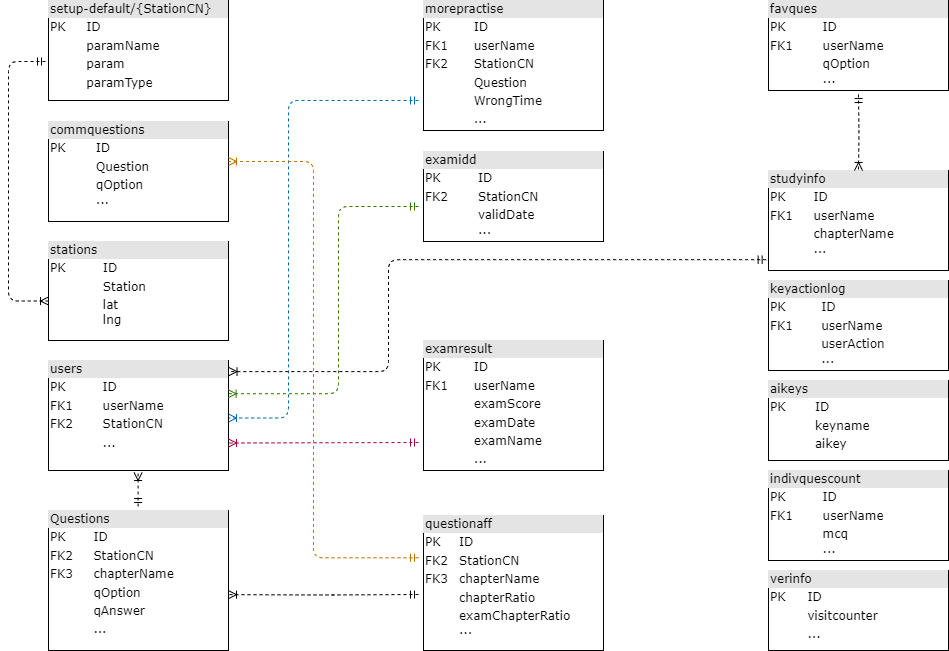 setup-default/{StationCN}
PK ID
paramName
param
paramType
commquestions
PK ID
Question
qOption
...
stations
PK ID
Station
lat
lng
users
PK ID
FK1 userName
FK2 StationCN
...
Questions
PK ID
FK2 StationCN
FK3 chapterName
qOption
qAnswer
...
morepractise
PK ID
FK1 userName
FK2 StationCN
Question
WrongTime
...
examidd
PK ID
FK2 StationCN
validDate
...
examresult
PK ID
FK1 userName
examScore
examDate
examName
...
questionaff
PK ID
FK2 StationCN
FK3 chapterName
chapterRatio
examChapterRatio
...
favques
PK ID
FK1 userName
qOption
...
studyinfo
PK ID
FK1 userName
chapterName
...
keyactionlog
PK ID
FK1 userName
userAction
...
aikeys
PK ID
keyname
aikey
indivquescount
PK ID
FK1 userName
mcq
...
verinfo
PK ID
visitcounter
...